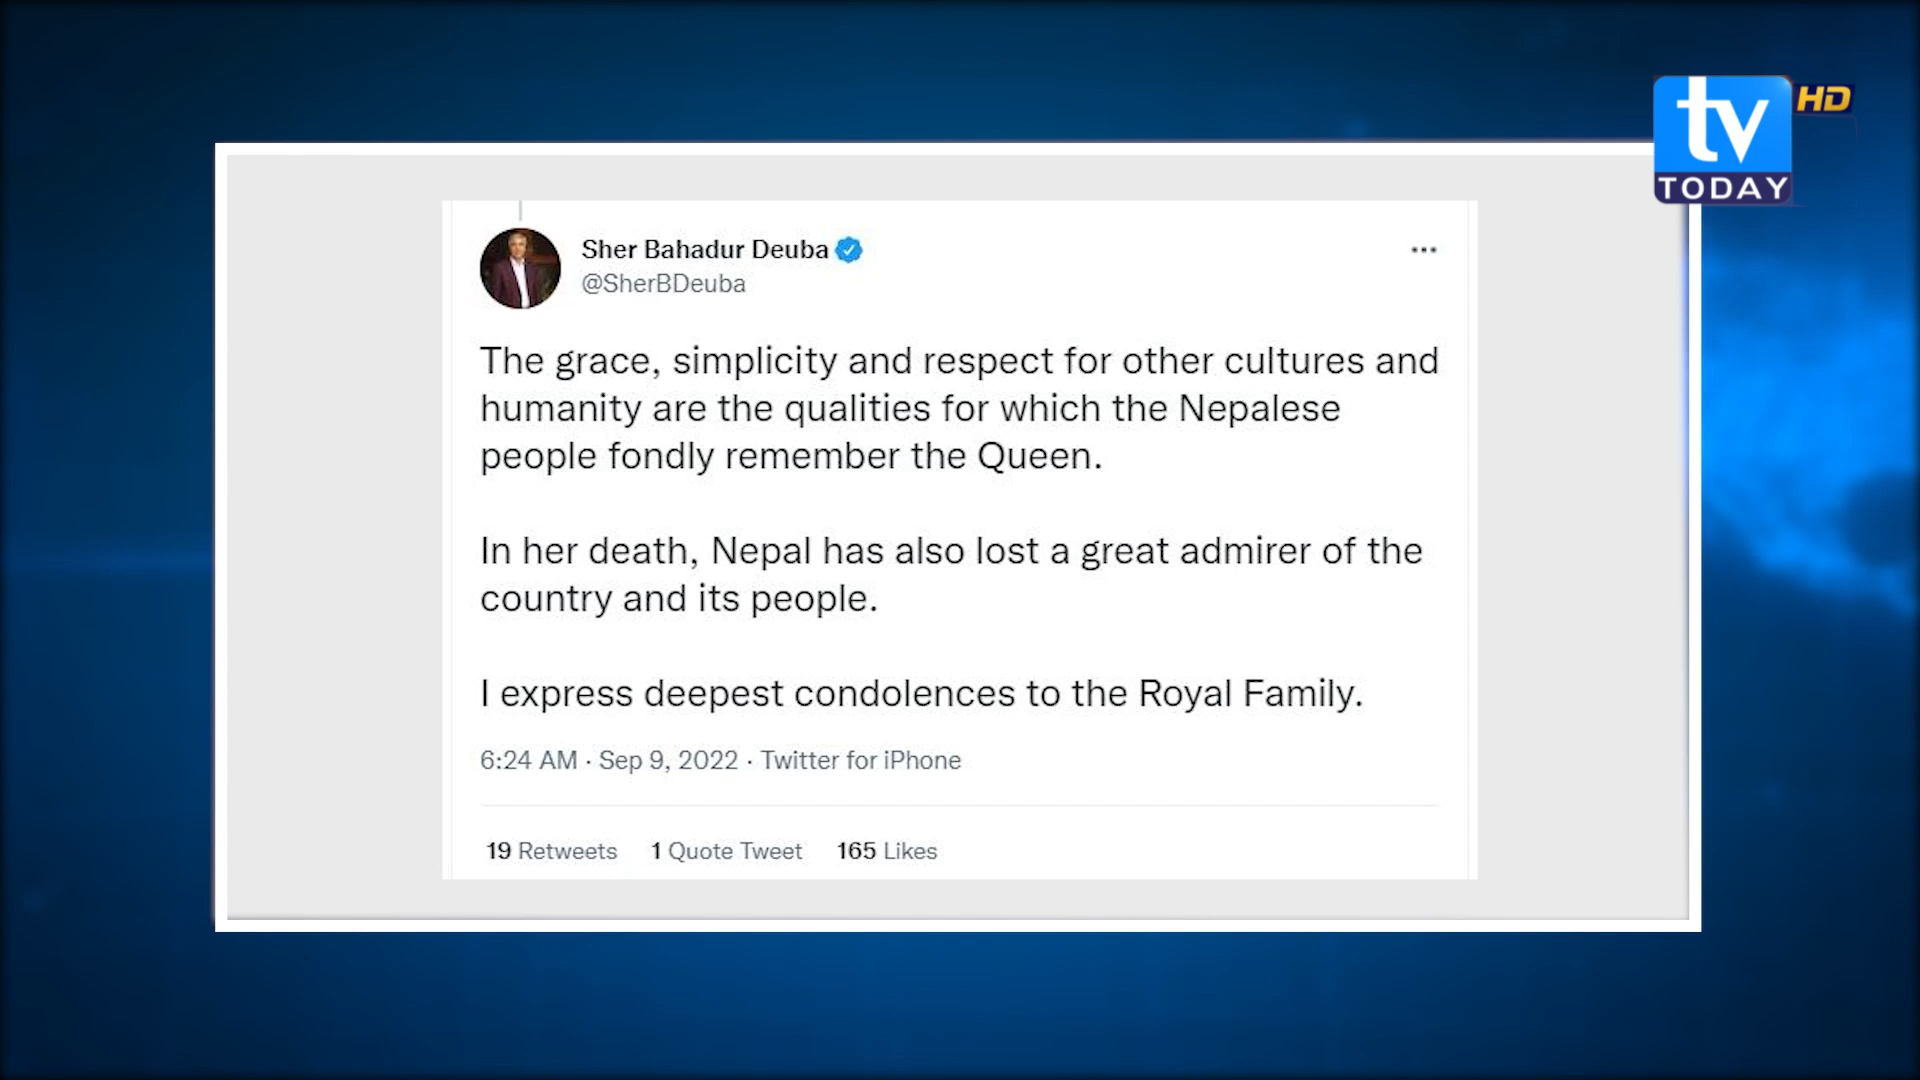 tv HD
TODAY
Sher Bahadur Deuba
@SherBDeuba
The grace, simplicity and respect for other cultures and
humanity are the qualities for which the Nepalese
people fondly remember the Queen.
In her death, Nepal has also lost a great admirer of the
country and its people.
I express deepest condolences to the Royal Family.
6:24 AM · Sep 9, 2022 · Twitter for iPhone
19 Retweets 1 Quote Tweet 165 Likes